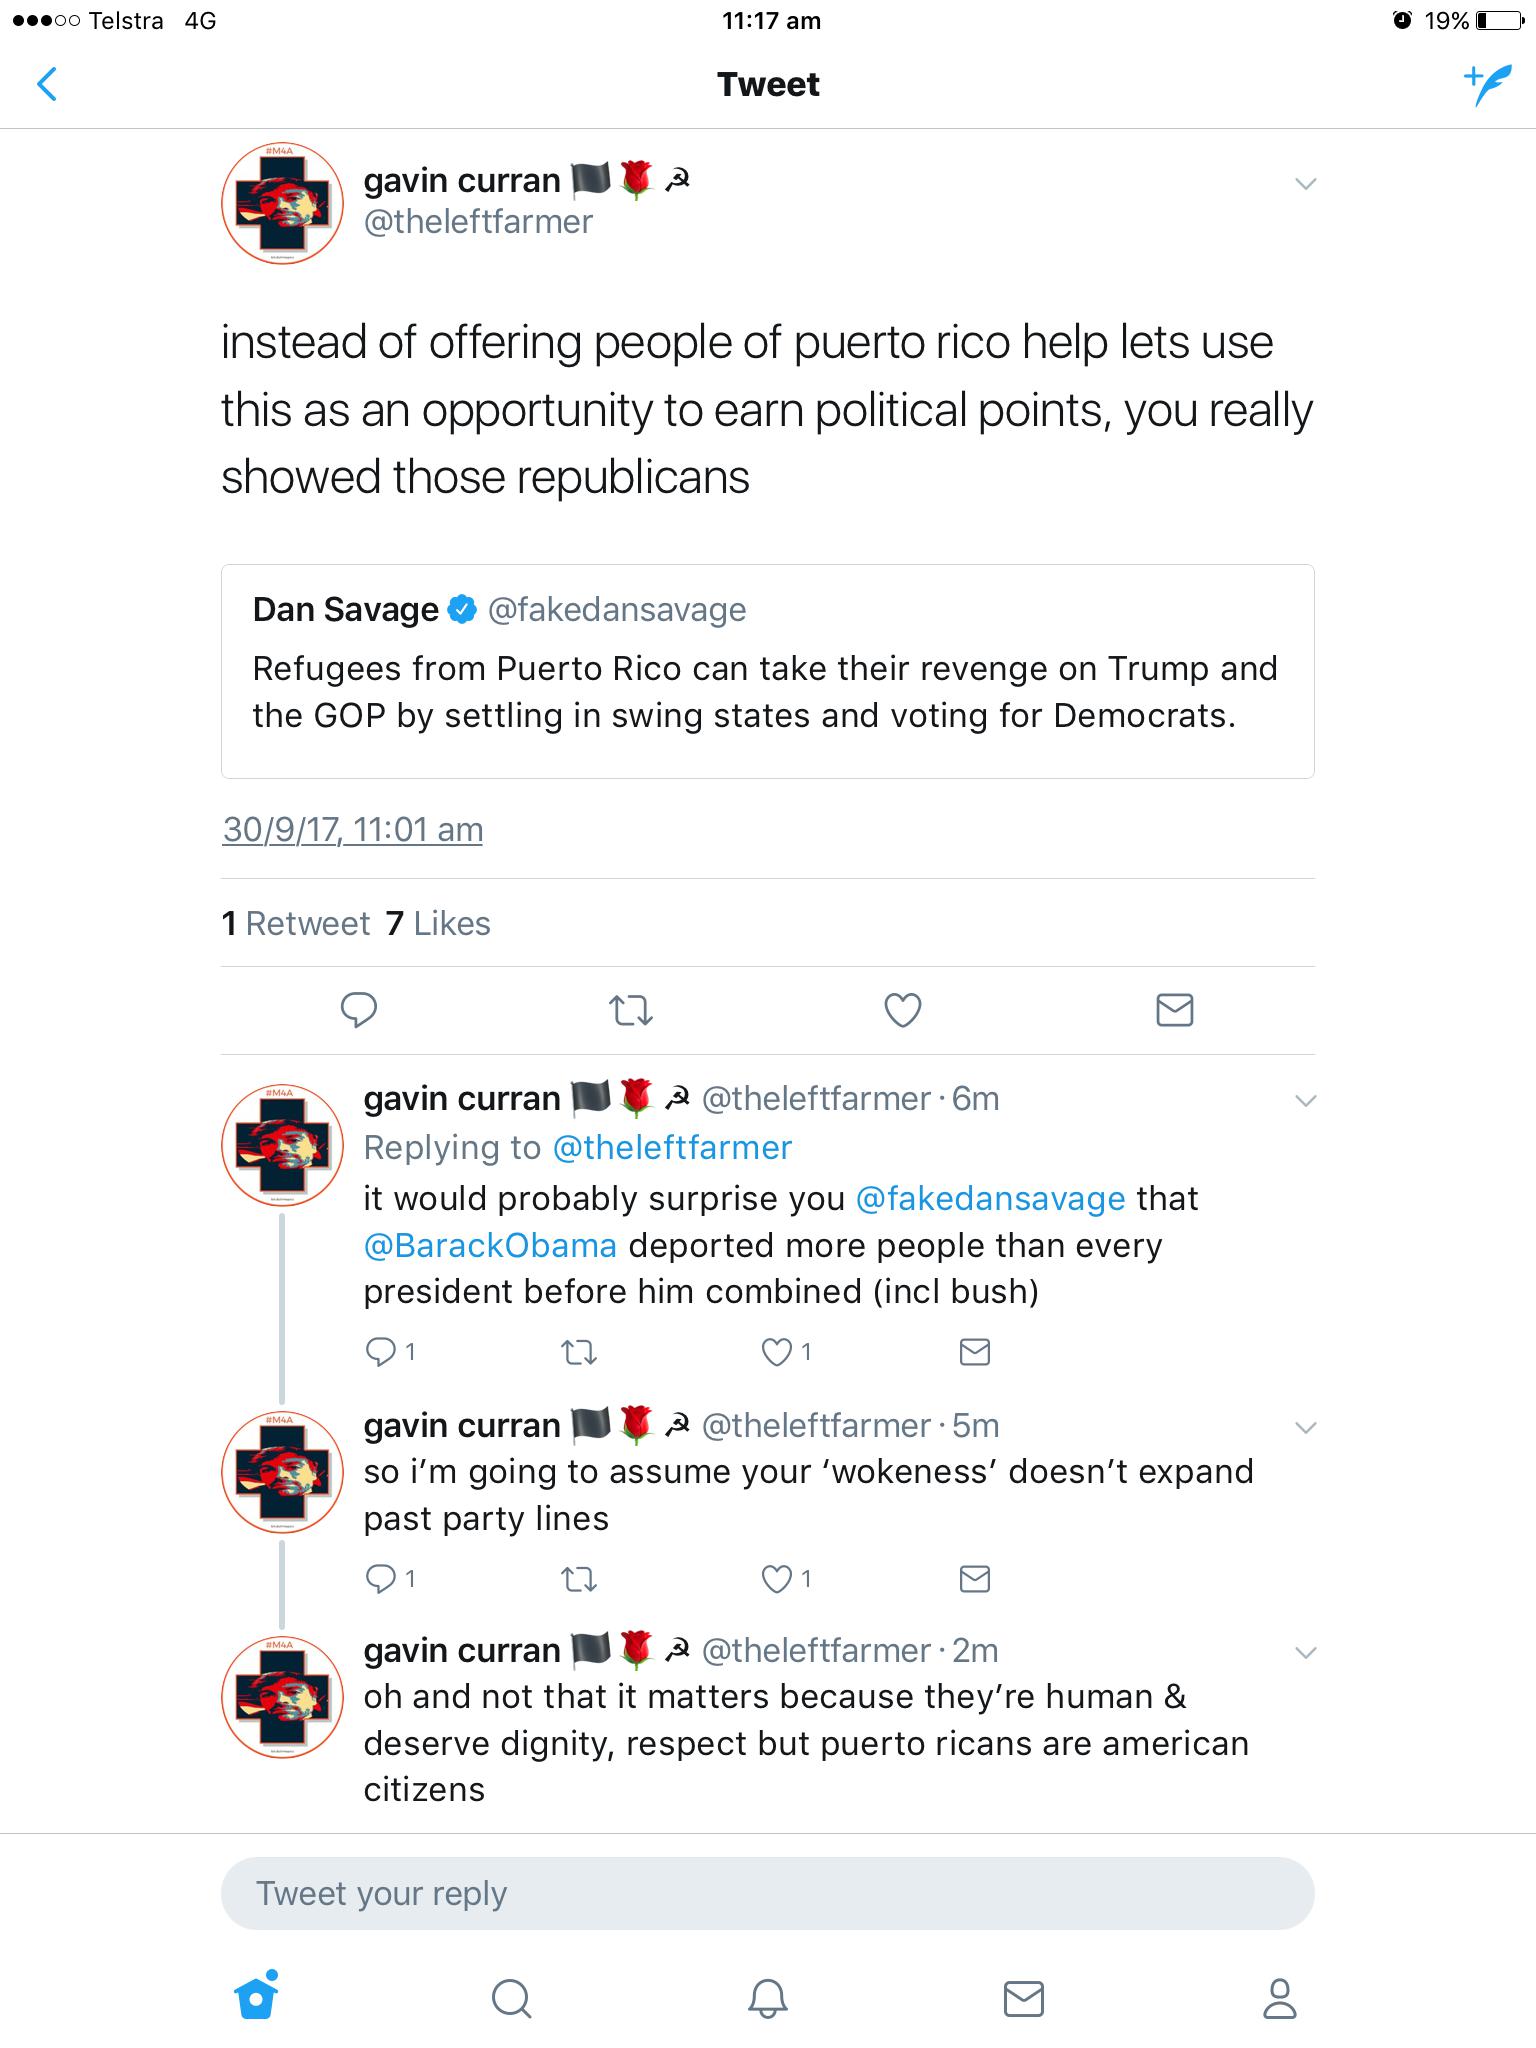 Telstra 4G 11:17 am 19%
Tweet
#M4A
gavin curran 🏴🌹☭
@theleftfarmer
instead of offering people of puerto rico help lets use
this as an opportunity to earn political points, you really
showed those republicans
Dan Savage @fakedansavage
Refugees from Puerto Rico can take their revenge on Trump and
the GOP by settling in swing states and voting for Democrats.
30/9/17, 11:01 am
1 Retweet 7 Likes
#M4A
gavin curran 🏴🌹☭ @theleftfarmer · 6m
Replying to @theleftfarmer
it would probably surprise you @fakedansavage that
@BarackObama deported more people than every
president before him combined (incl bush)
1 1
#M4A
gavin curran 🏴🌹☭ @theleftfarmer · 5m
so i’m going to assume your ‘wokeness’ doesn’t expand
past party lines
1 1
#M4A
gavin curran 🏴🌹☭ @theleftfarmer · 2m
oh and not that it matters because they’re human &
deserve dignity, respect but puerto ricans are american
citizens
Tweet your reply